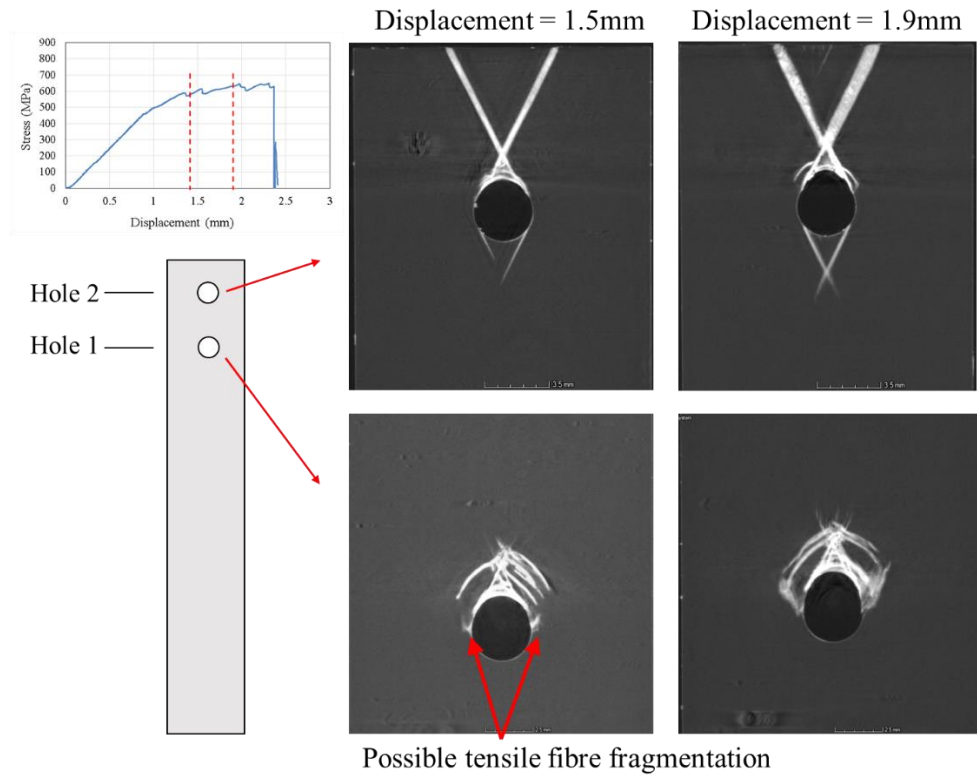 Displacement = 1.5mm
Displacement = 1.9mm
900
800
700
600
500
400
300
200
100
0
Stress (MPa)
0
0.5
1
1.5
2
2.5
3
Displacement (mm)
Hole 2
Hole 1
3.5 mm
3.5 mm
Possible tensile fibre fragmentation